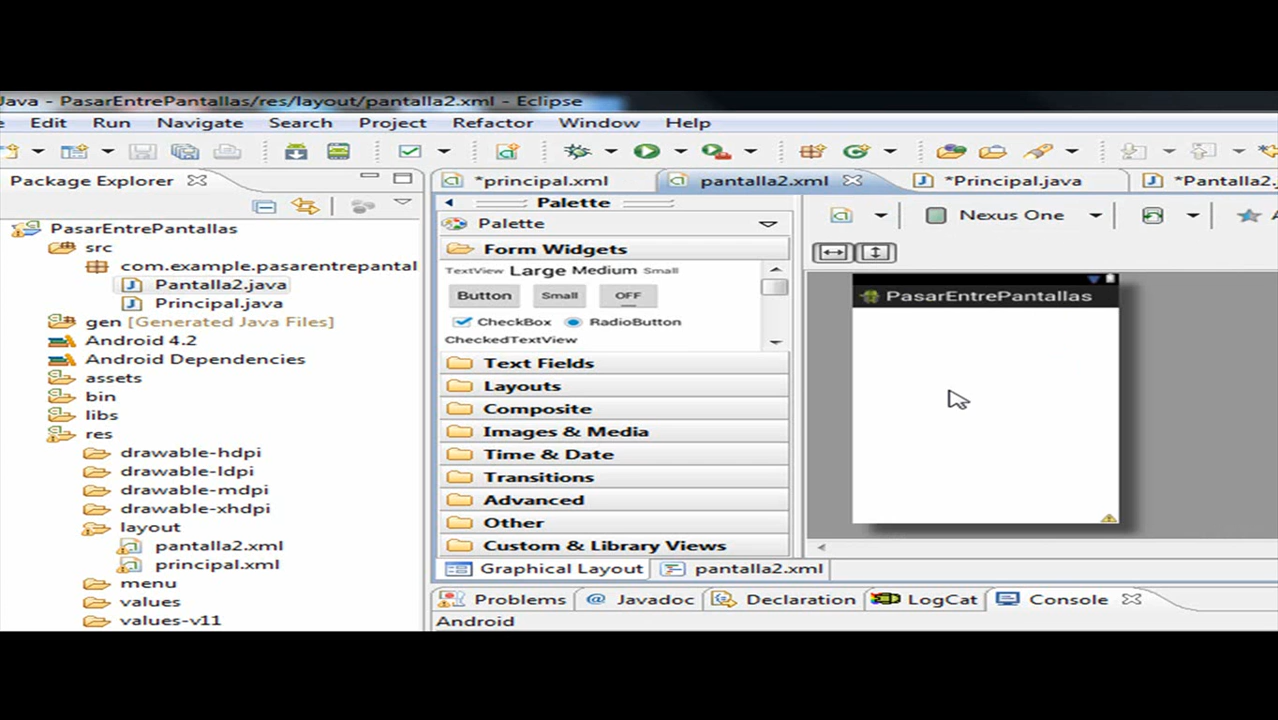 Java - PasarEntrePantallas/res/layout/pantalla2.xml - Eclipse
Edit Run Navigate Search Project Refactor Window Help
Package Explorer
*principal.xml pantalla2.xml *Principal.java *Pantalla2.
Palette
Palette
Nexus One
PasarEntrePantallas
src
com.example.pasarentrepantal
Pantalla2.java
Principal.java
gen [Generated Java Files]
Android 4.2
Android Dependencies
assets
bin
libs
res
drawable-hdpi
drawable-ldpi
drawable-mdpi
drawable-xhdpi
layout
pantalla2.xml
principal.xml
menu
values
values-v11
Form Widgets
TextView Large Medium Small
Button Small OFF
CheckBox RadioButton
CheckedTextView
Text Fields
Layouts
Composite
Images & Media
Time & Date
Transitions
Advanced
Other
Custom & Library Views
PasarEntrePantallas
Graphical Layout pantalla2.xml
Problems @ Javadoc Declaration LogCat Console
Android